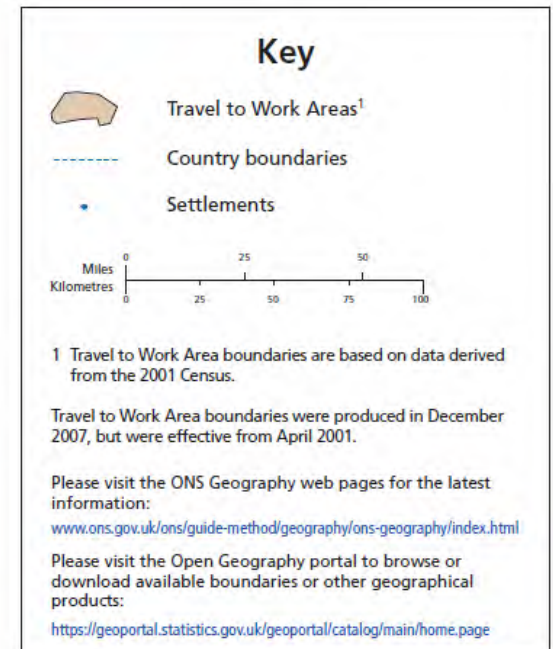 Key
Travel to Work Areas¹
Country boundaries
Settlements
Miles 0 25 50
Kilometres 0 25 50 75 100
1 Travel to Work Area boundaries are based on data derived
from the 2001 Census.
Travel to Work Area boundaries were produced in December
2007, but were effective from April 2001.
Please visit the ONS Geography web pages for the latest
information:
www.ons.gov.uk/ons/guide-method/geography/ons-geography/index.html
Please visit the Open Geography portal to browse or
download available boundaries or other geographical
products:
https://geoportal.statistics.gov.uk/geoportal/catalog/main/home.page